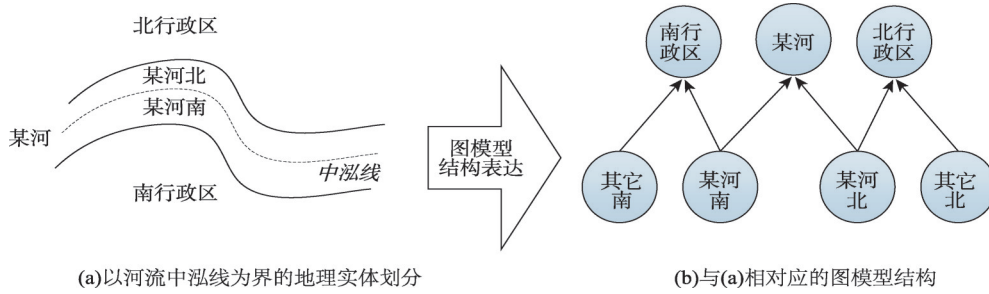 北行政区
某河北
某河南
某河
中泓线
南行政区
(a)以河流中泓线为界的地理实体划分
图模型
结构表达
南行
政区
某河
北行
政区
其它
南
某河
南
某河
北
其它
北
(b)与(a)相对应的图模型结构